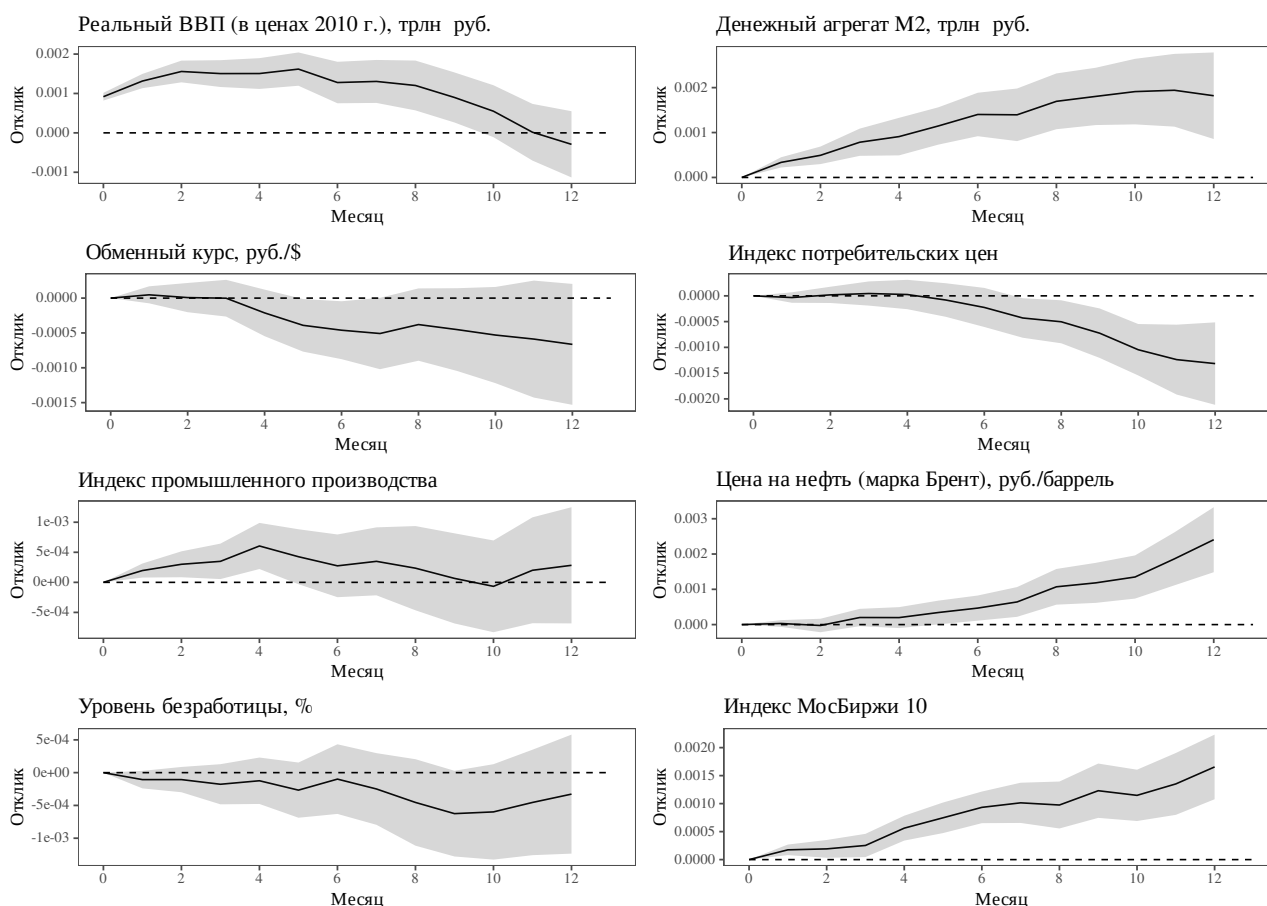 Реальный ВВП (в ценах 2010 г.), трлн руб.
Отклик
0.002
0.001
0.000
-0.001
0 2 4 6 8 10 12
Месяц
Денежный агрегат М2, трлн руб.
Отклик
0.002
0.001
0.000
0 2 4 6 8 10 12
Месяц
Обменный курс, руб./$
Отклик
0.0000
-0.0005
-0.0010
-0.0015
0 2 4 6 8 10 12
Месяц
Индекс потребительских цен
Отклик
0.0000
-0.0005
-0.0010
-0.0015
-0.0020
0 2 4 6 8 10 12
Месяц
Индекс промышленного производства
Отклик
1e-03
5e-04
0e+00
-5e-04
0 2 4 6 8 10 12
Месяц
Цена на нефть (марка Брент), руб./баррель
Отклик
0.003
0.002
0.001
0.000
0 2 4 6 8 10 12
Месяц
Уровень безработицы, %
Отклик
5e-04
0e+00
-5e-04
-1e-03
0 2 4 6 8 10 12
Месяц
Индекс МосБиржи 10
Отклик
0.0020
0.0015
0.0010
0.0005
0.0000
0 2 4 6 8 10 12
Месяц